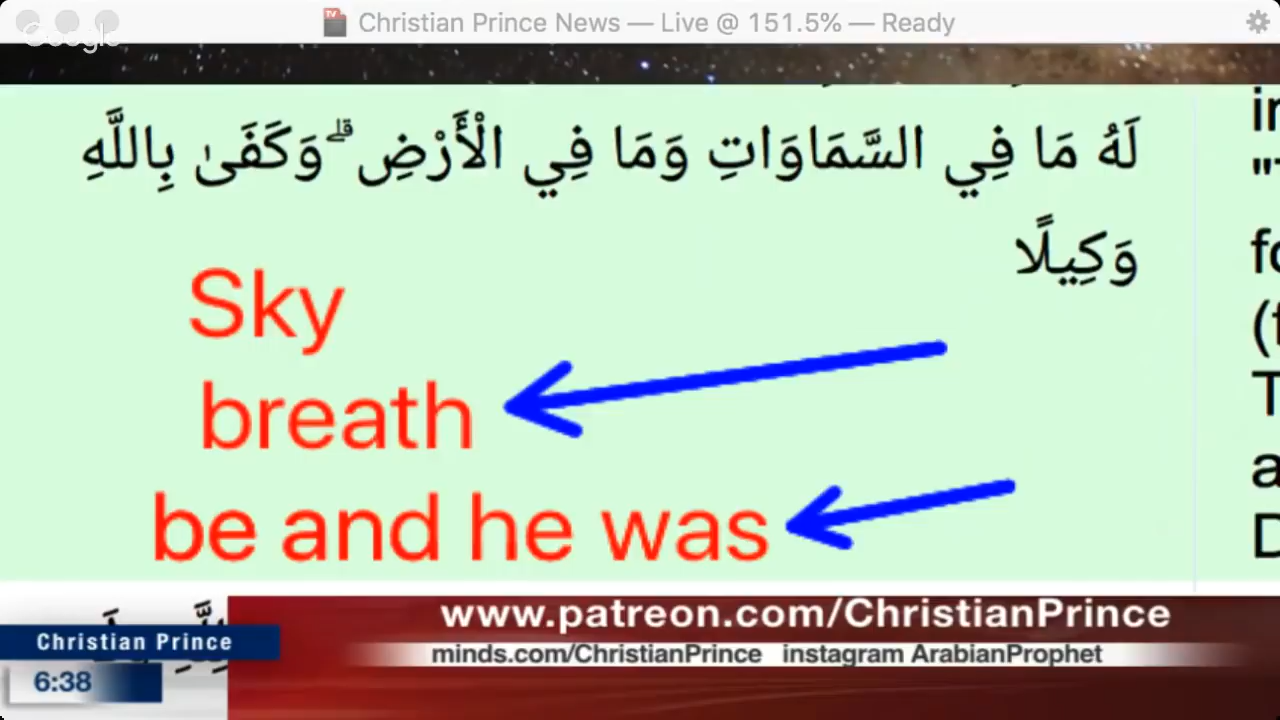 Christian Prince News — Live @ 151.5% — Ready
Google
لَهُ مَا فِي السَّمَاوَاتِ وَمَا فِي الْأَرْضِ ۗ وَكَفَىٰ بِاللَّهِ
وَكِيلًا
Sky
breath
be and he was
www.patreon.com/ChristianPrince
Christian Prince
minds.com/ChristianPrince instagram ArabianProphet
6:38